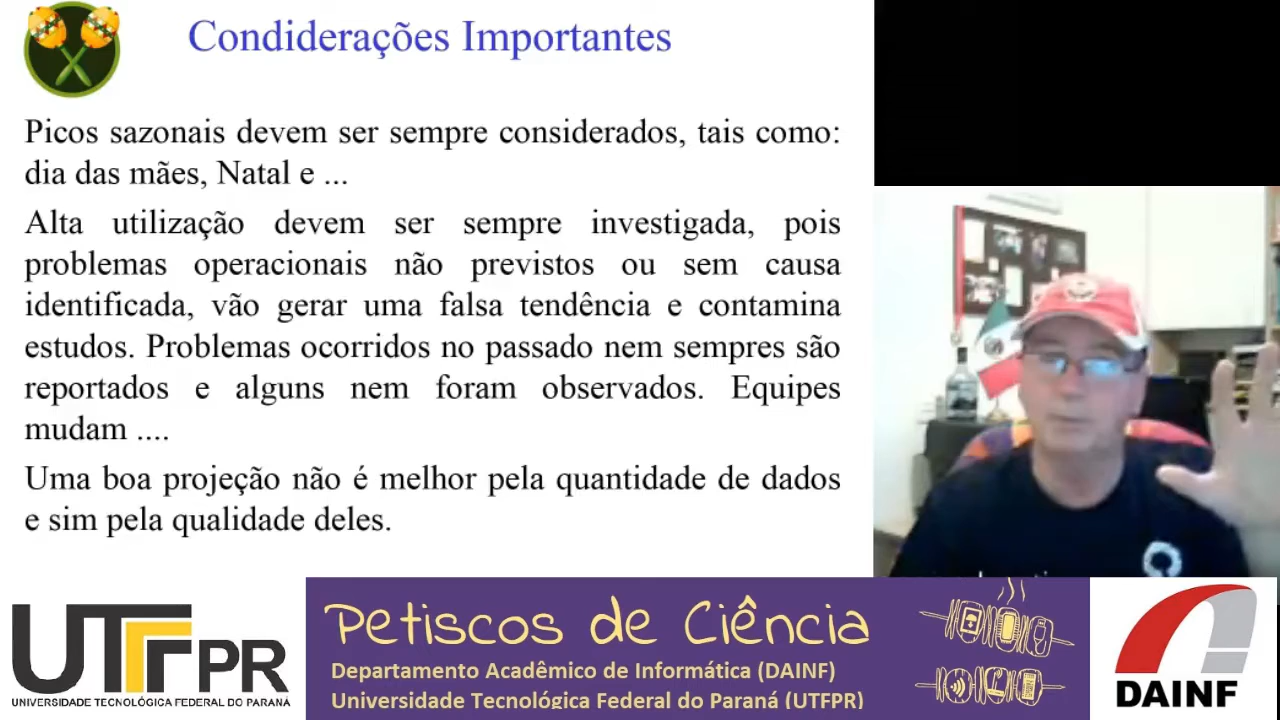 Condiderações Importantes
Picos sazonais devem ser sempre considerados, tais como:
dia das mães, Natal e ...
Alta utilização devem ser sempre investigada, pois
problemas operacionais não previstos ou sem causa
identificada, vão gerar uma falsa tendência e contamina
estudos. Problemas ocorridos no passado nem sempres são
reportados e alguns nem foram observados. Equipes
mudam ....
Uma boa projeção não é melhor pela quantidade de dados
e sim pela qualidade deles.
UTFPR
UNIVERSIDADE TECNOLÓGICA FEDERAL DO PARANÁ
Petiscos de Ciência
Departamento Acadêmico de Informática (DAINF)
Universidade Tecnológica Federal do Paraná (UTFPR)
DAINF